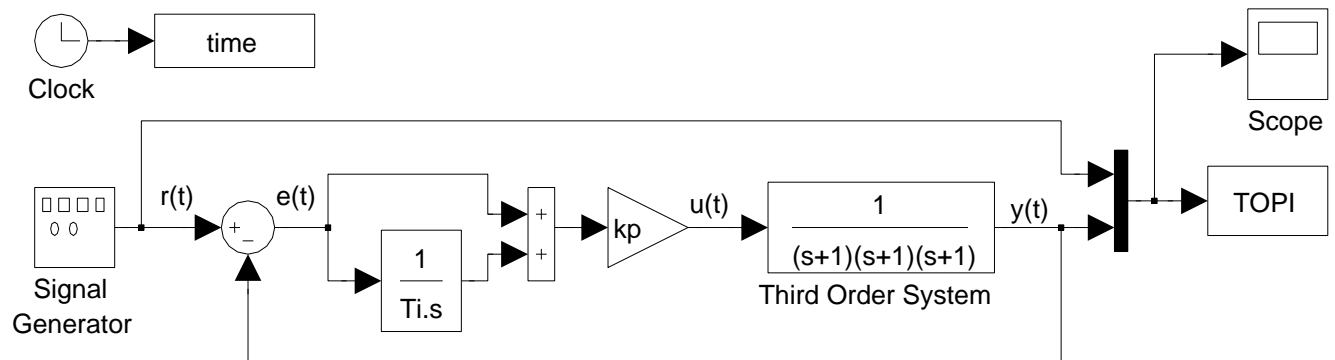 time
Clock
Scope
r(t)
e(t)
+
−
+
+
kp
u(t)
1
(s+1)(s+1)(s+1)
y(t)
TOPI
1
Ti.s
Signal
Generator
Third Order System